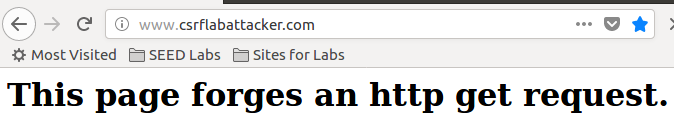 www.csrflabattacker.com
Most Visited SEED Labs Sites for Labs
This page forges an http get request.